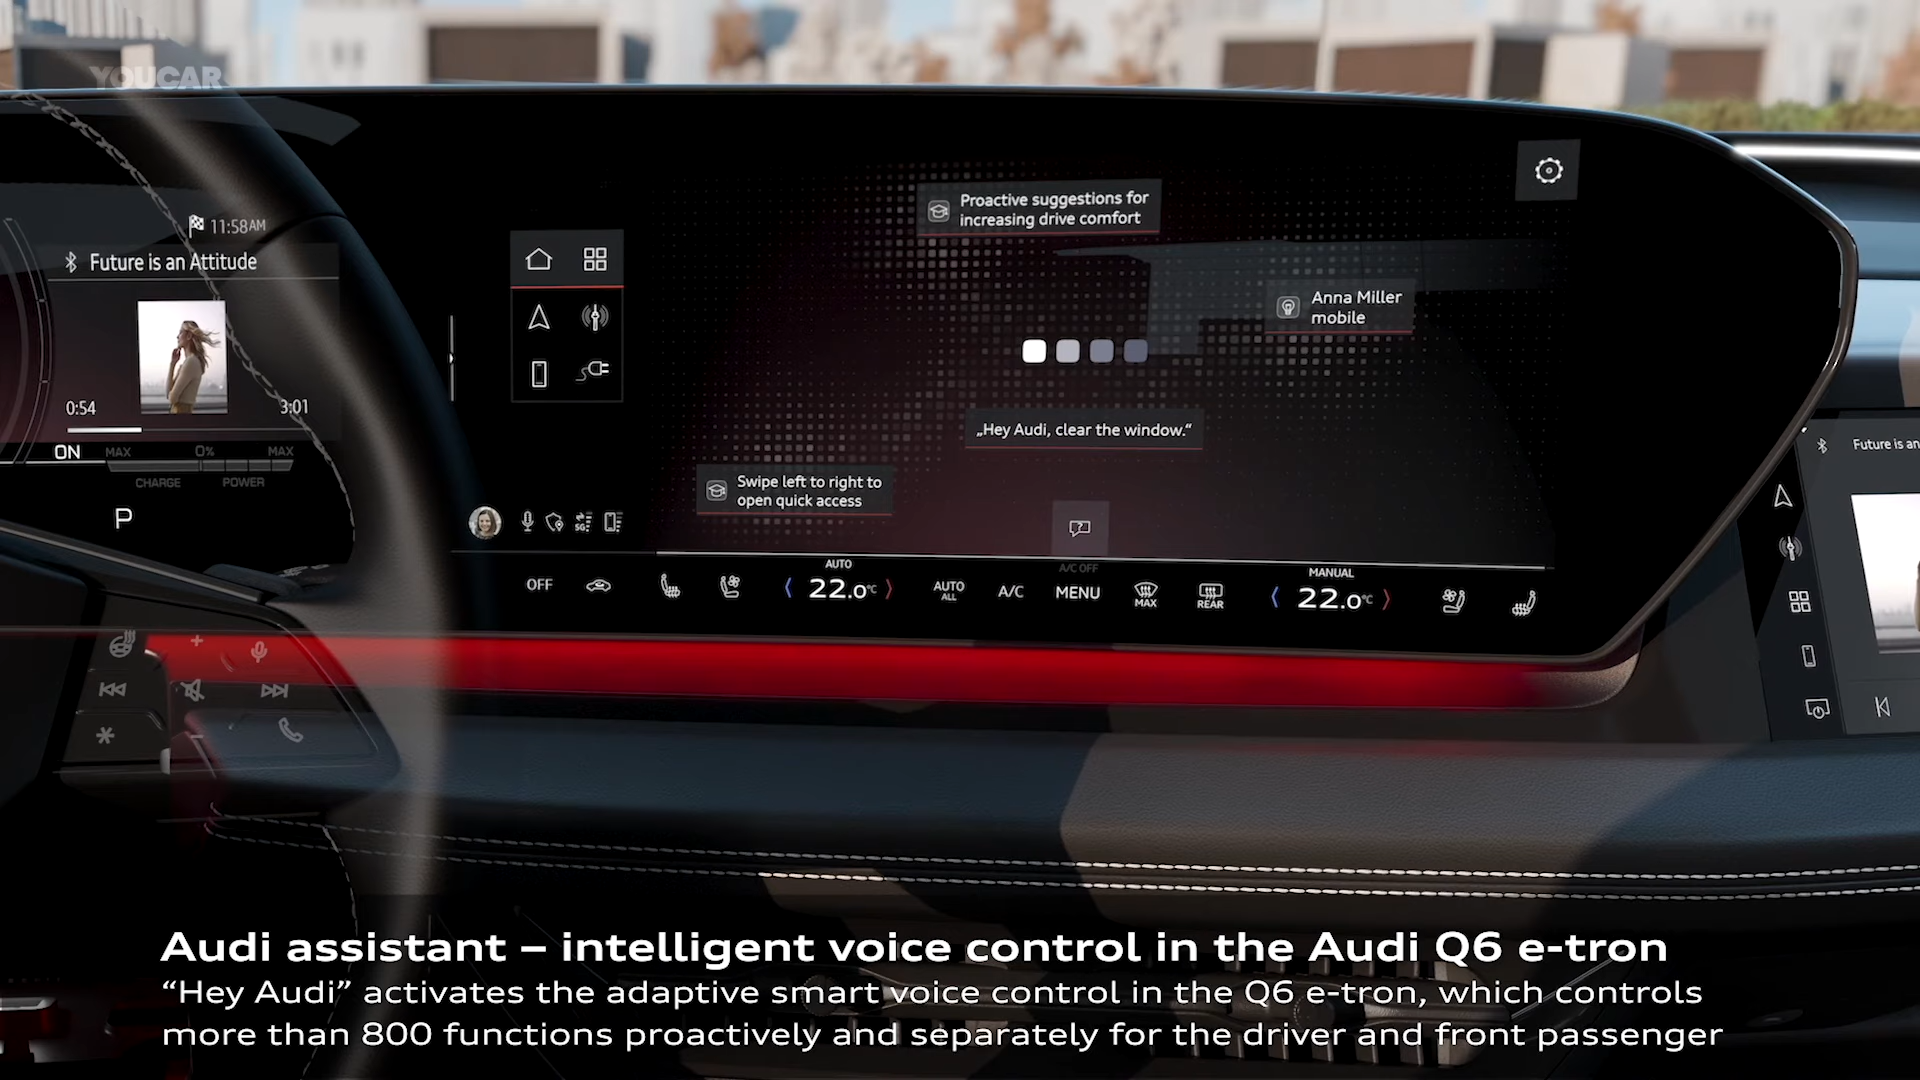 YOUCAR
11:58AM
Future is an Attitude
0:54
3:01
ON
MAX
0%
MAX
CHARGE
POWER
P
Proactive suggestions for
increasing drive comfort
Anna Miller
mobile
„Hey Audi, clear the window.“
Swipe left to right to
open quick access
5G
OFF
AUTO
22.0°C
AUTO
ALL
A/C
A/C OFF
MENU
MAX
REAR
MANUAL
22.0°C
Future is an
Audi assistant – intelligent voice control in the Audi Q6 e-tron
“Hey Audi” activates the adaptive smart voice control in the Q6 e-tron, which controls
more than 800 functions proactively and separately for the driver and front passenger